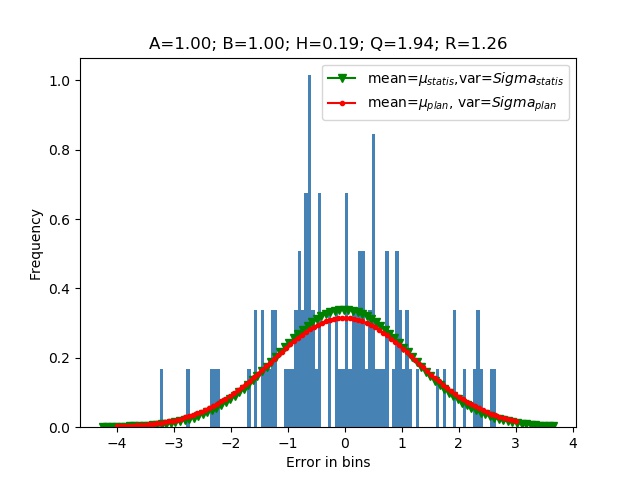 A=1.00; B=1.00; H=0.19; Q=1.94; R=1.26
mean=μstatis,var=Sigmastatis
mean=μplan, var=Sigmaplan
1.0
0.8
0.6
0.4
0.2
0.0
Frequency
−4 −3 −2 −1 0 1 2 3 4
Error in bins